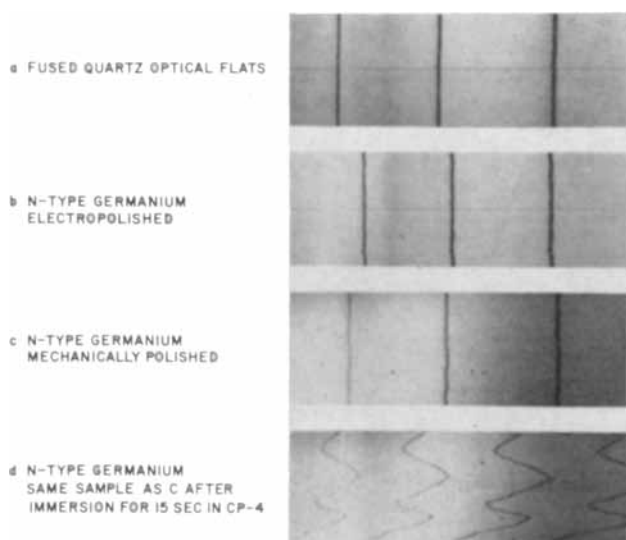 a FUSED QUARTZ OPTICAL FLATS
b N-TYPE GERMANIUM
ELECTROPOLISHED
c N-TYPE GERMANIUM
MECHANICALLY POLISHED
d N-TYPE GERMANIUM
SAME SAMPLE AS C AFTER
IMMERSION FOR 15 SEC IN CP-4